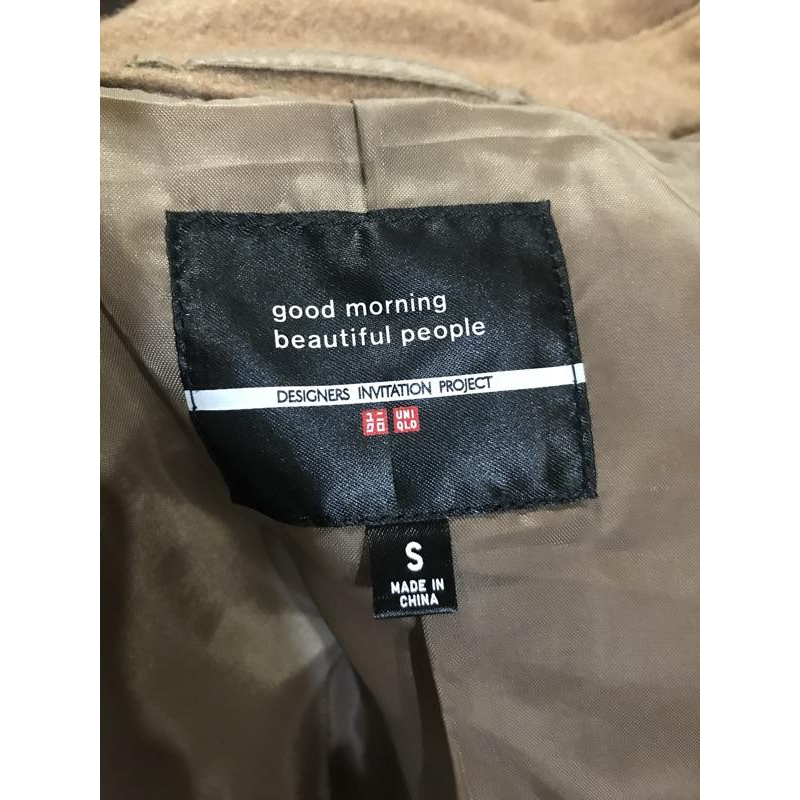 good morning
beautiful people
DESIGNERS INVITATION PROJECT
ユニ UNI
クロ QLO
S
MADE IN
CHINA